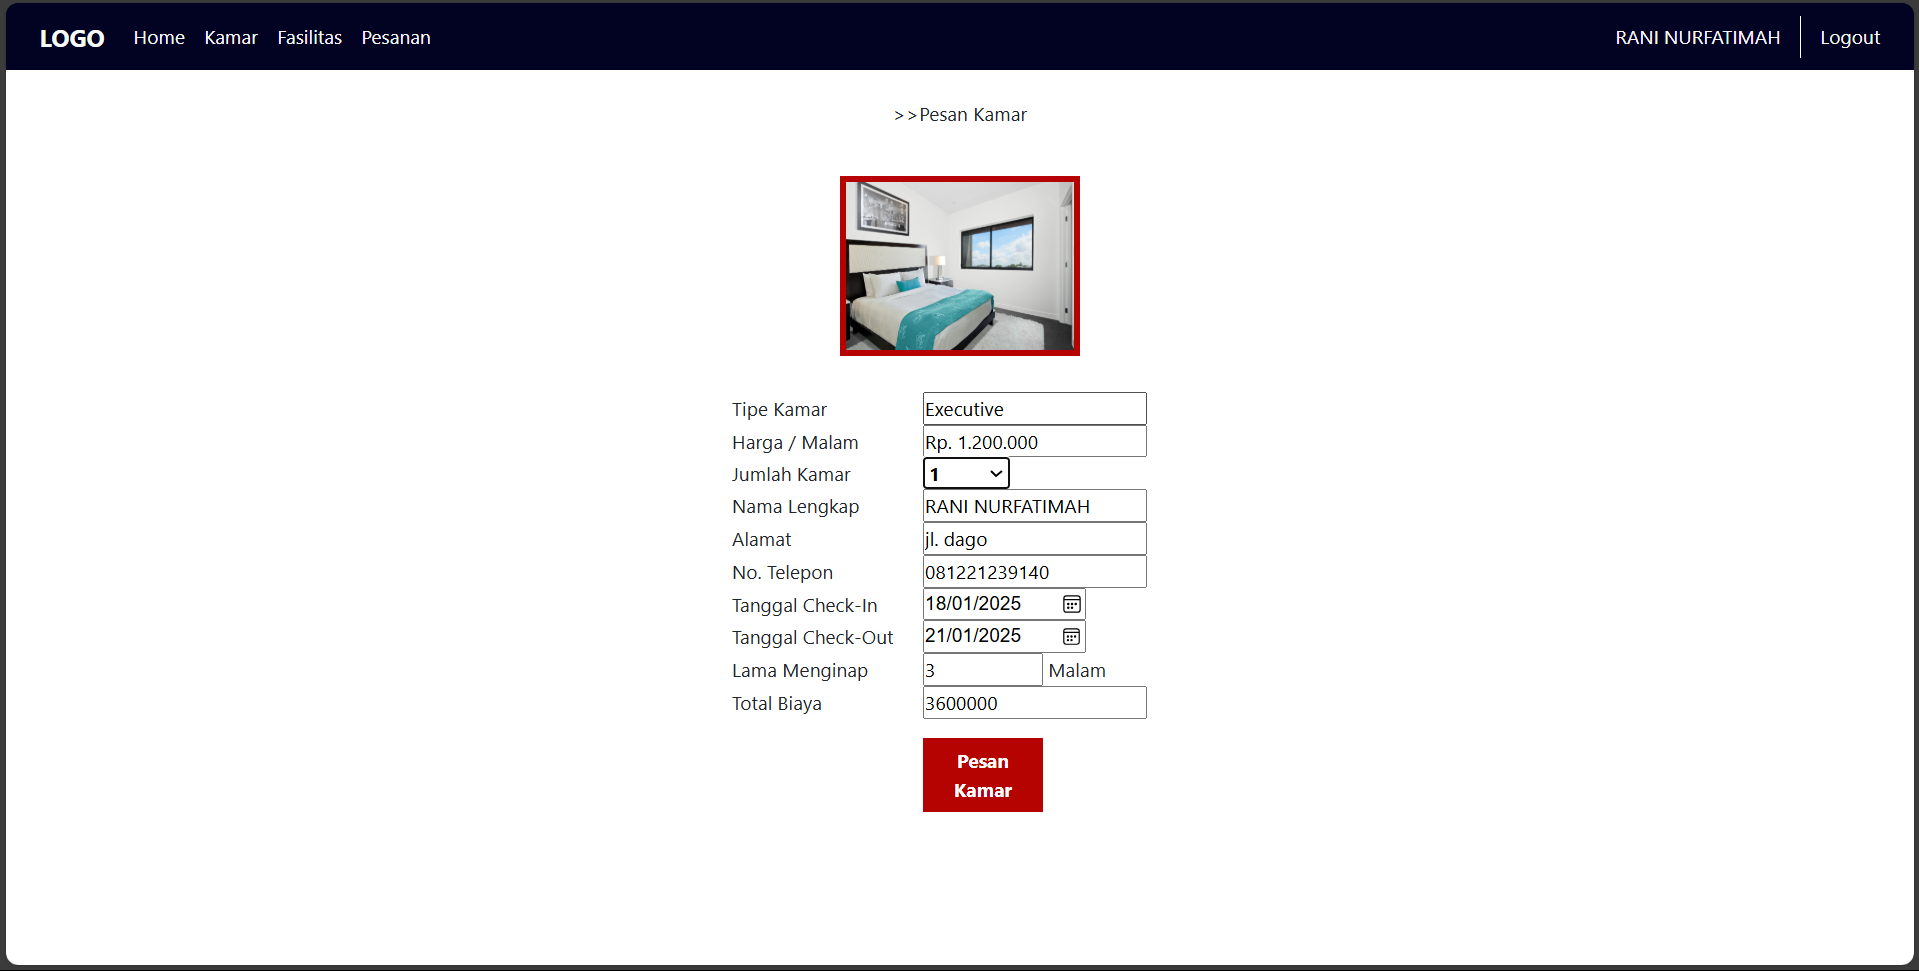 LOGO Home Kamar Fasilitas Pesanan RANI NURFATIMAH Logout
>>Pesan Kamar
Tipe Kamar Executive
Harga / Malam Rp. 1.200.000
Jumlah Kamar 1
Nama Lengkap RANI NURFATIMAH
Alamat jl. dago
No. Telepon 081221239140
Tanggal Check-In 18/01/2025
Tanggal Check-Out 21/01/2025
Lama Menginap 3 Malam
Total Biaya 3600000
Pesan
Kamar